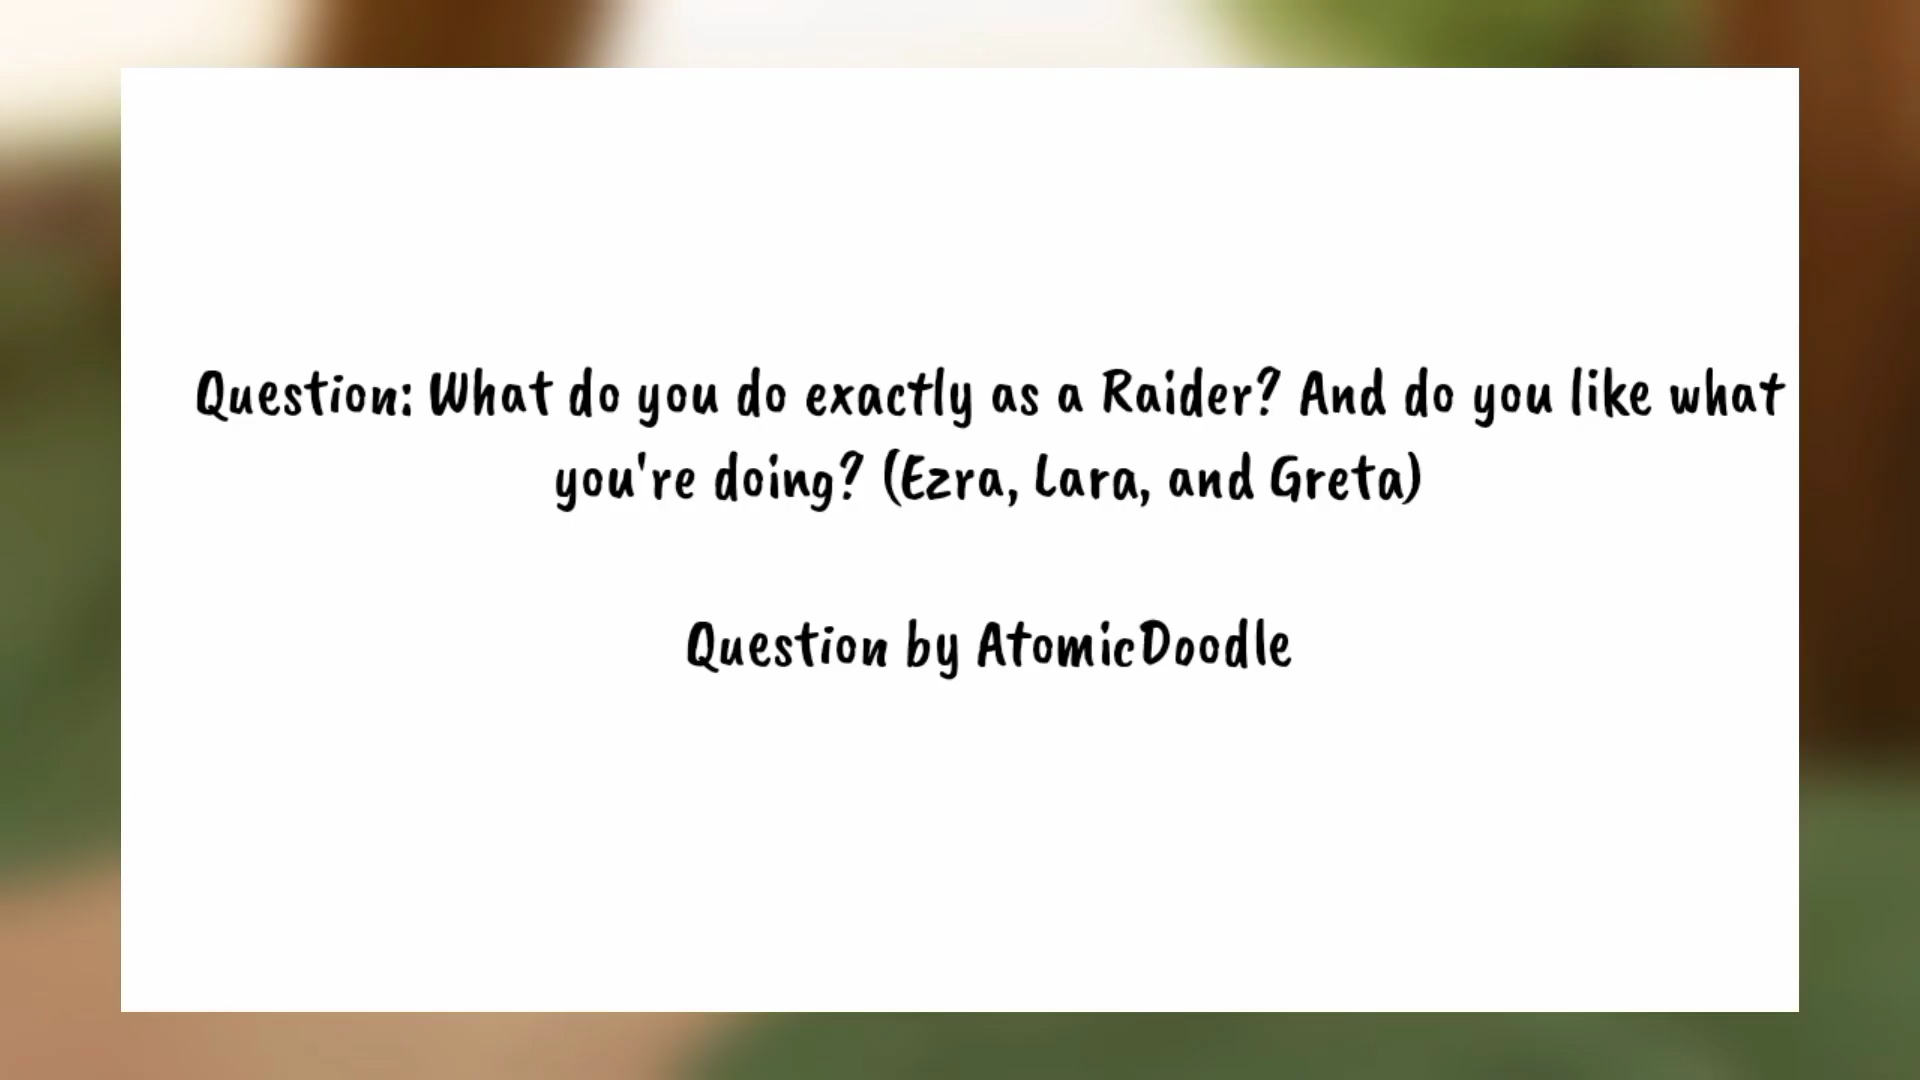 Question: What do you do exactly as a Raider? And do you like what
you're doing? (Ezra, Lara, and Greta)
Question by AtomicDoodle